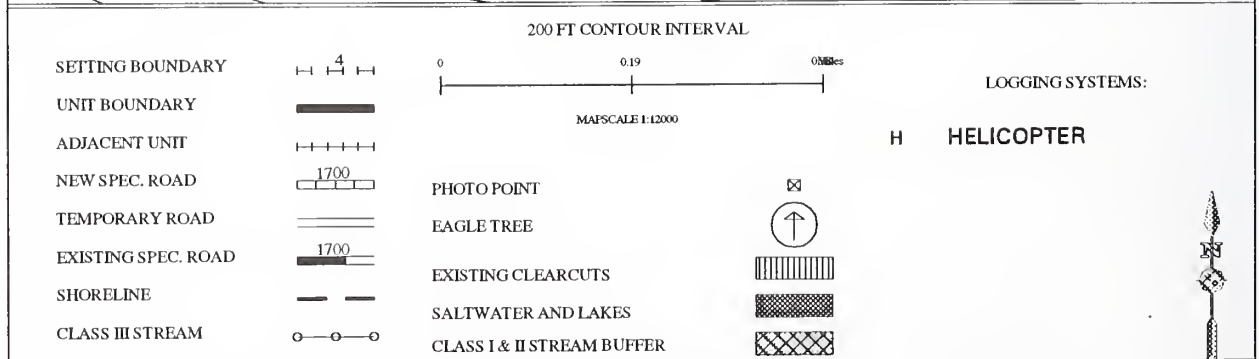 200 FT CONTOUR INTERVAL
SETTING BOUNDARY 4
UNIT BOUNDARY
ADJACENT UNIT
NEW SPEC. ROAD 1700
TEMPORARY ROAD
EXISTING SPEC. ROAD 1700
SHORELINE
CLASS III STREAM
0 0.19
MAPSCALE 1:12000
PHOTO POINT
EAGLE TREE
EXISTING CLEARCUTS
SALTWATER AND LAKES
CLASS I & II STREAM BUFFER
LOGGING SYSTEMS:
H HELICOPTER
N